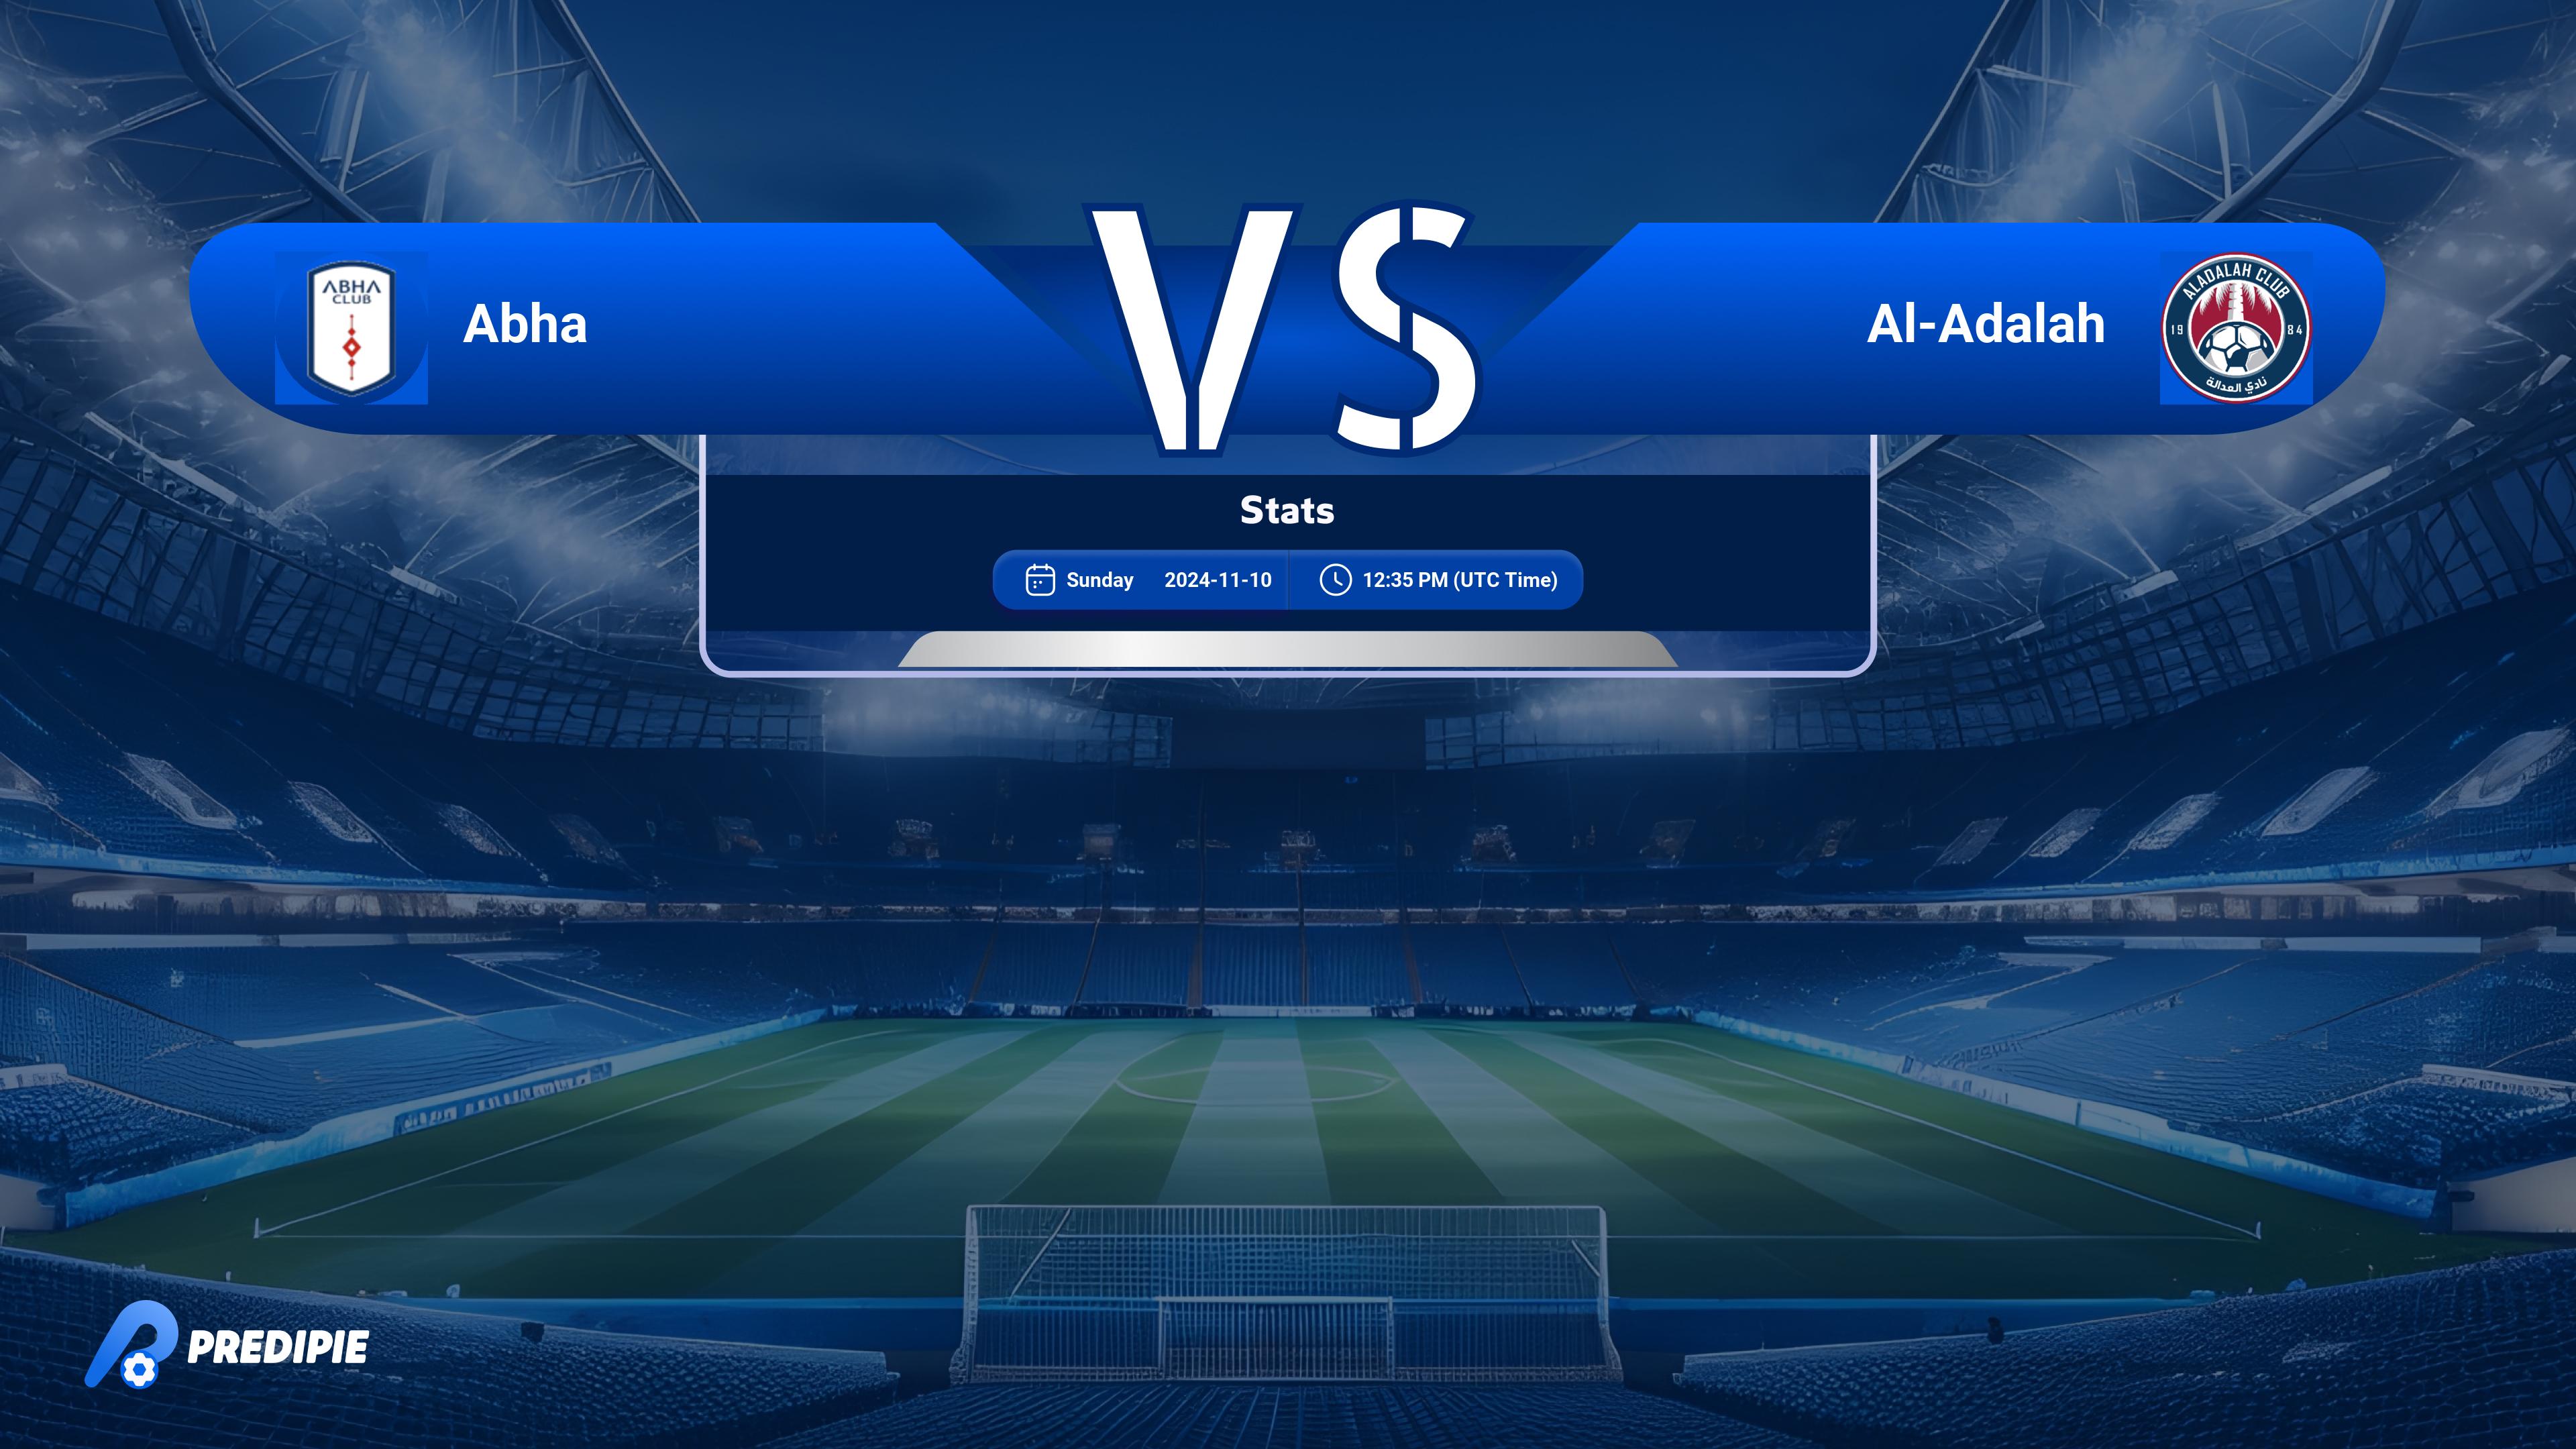 VS
ABHA
CLUB
Abha
Al-Adalah
ALADALAH CLUB
19 84
نادي العدالة
Stats
Sunday 2024-11-10 12:35 PM (UTC Time)
PREDIPIE